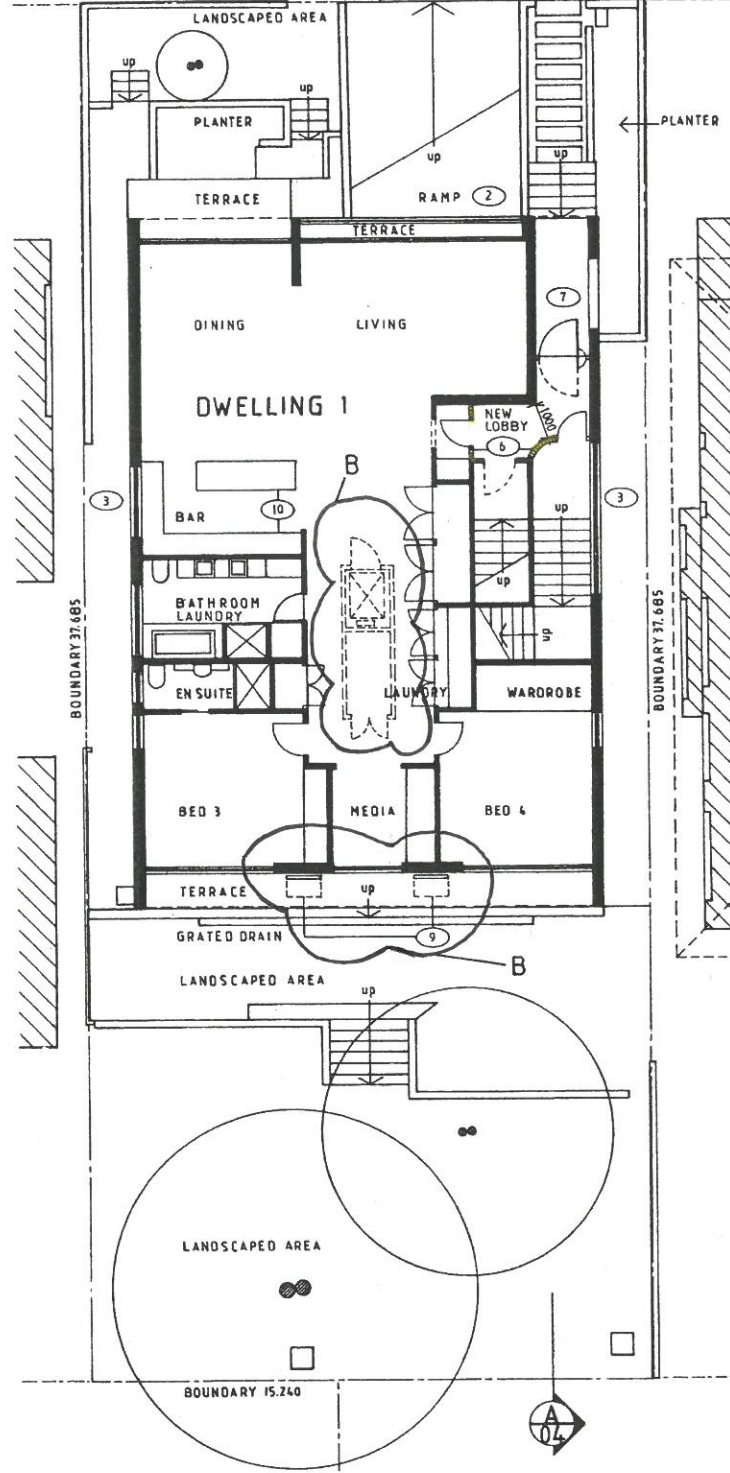 LANDSCAPED AREA
up
up
up
up
PLANTER
PLANTER
TERRACE
RAMP 2
TERRACE
7
DINING
LIVING
DWELLING 1
NEW
LOBBY
1000
6
B
3
3
10
BAR
up
up
BATHROOM
LAUNDRY
up
BOUNDARY 37.685
BOUNDARY 37.685
ENSUITE
LAUNDRY
WARDROBE
BED 3
MEDIA
BED 4
TERRACE
up
GRATED DRAIN
9
B
LANDSCAPED AREA
up
LANDSCAPED AREA
BOUNDARY 15.240
A
04